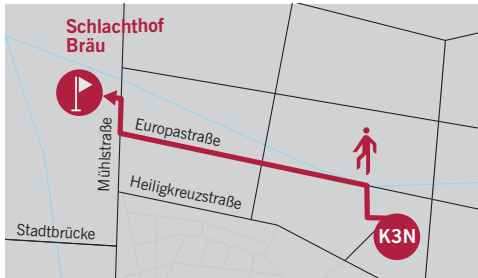 Schlachthof
Bräu
Europastraße
Mühlstraße
Heiligkreuzstraße
K3N
Stadtbrücke